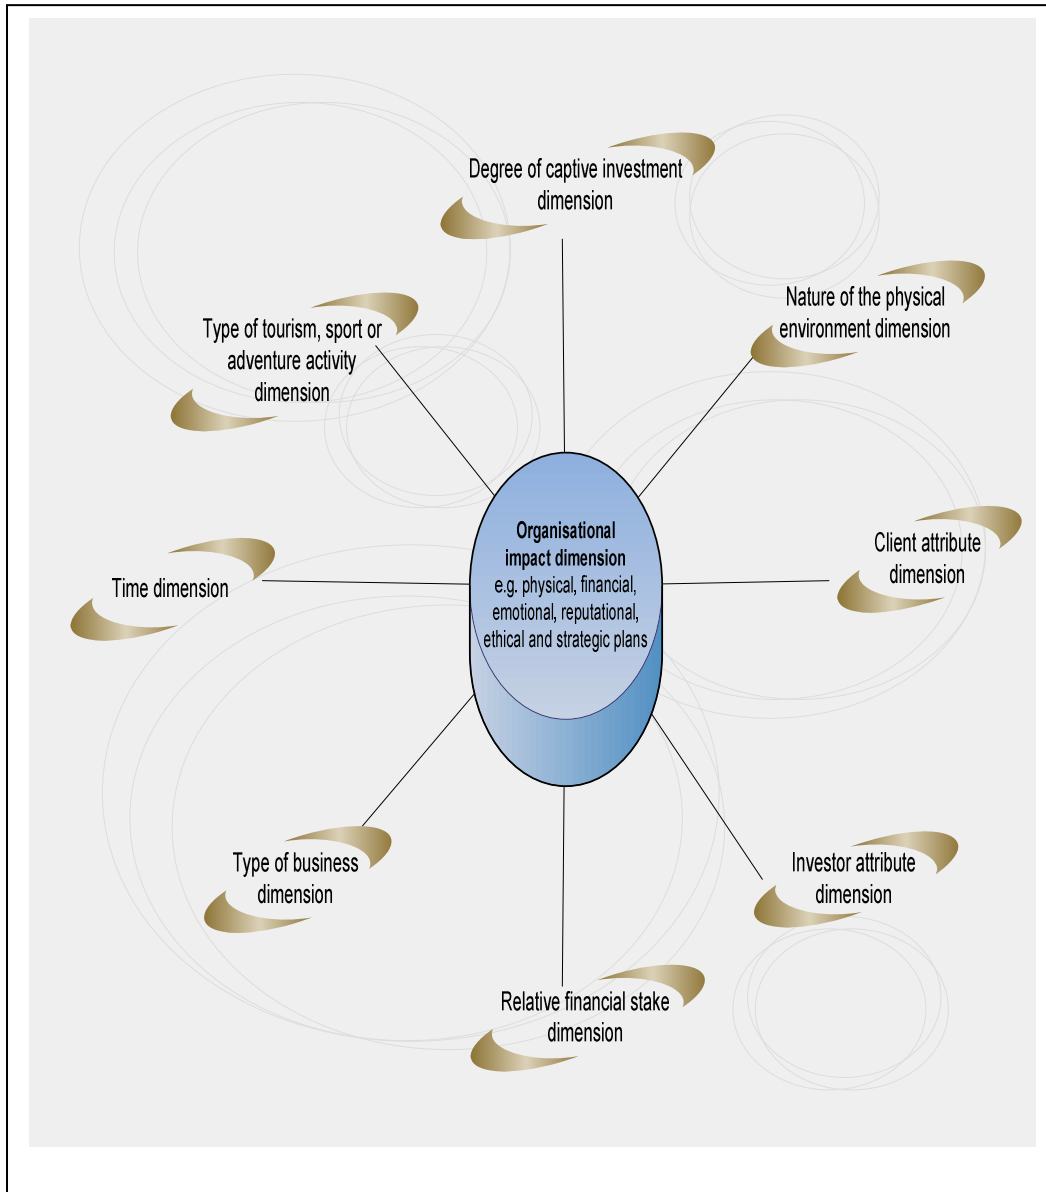 Degree of captive investment
dimension
Nature of the physical
environment dimension
Type of tourism, sport or
adventure activity
dimension
Organisational
impact dimension
e.g. physical, financial,
emotional, reputational,
ethical and strategic plans
Client attribute
dimension
Time dimension
Type of business
dimension
Investor attribute
dimension
Relative financial stake
dimension